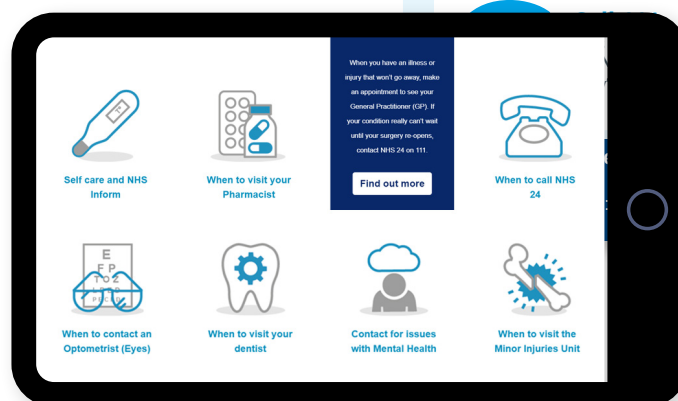 When you have an illness or
injury that won't go away, make
an appointment to see your
General Practitioner (GP). If
your condition really can't wait
until your surgery re-opens,
contact NHS 24 on 111.
Find out more
Self care and NHS
Inform
When to visit your
Pharmacist
When to call NHS
24
E
F P
T O Z
L P E D
When to contact an
Optometrist (Eyes)
When to visit your
dentist
Contact for issues
with Mental Health
When to visit the
Minor Injuries Unit